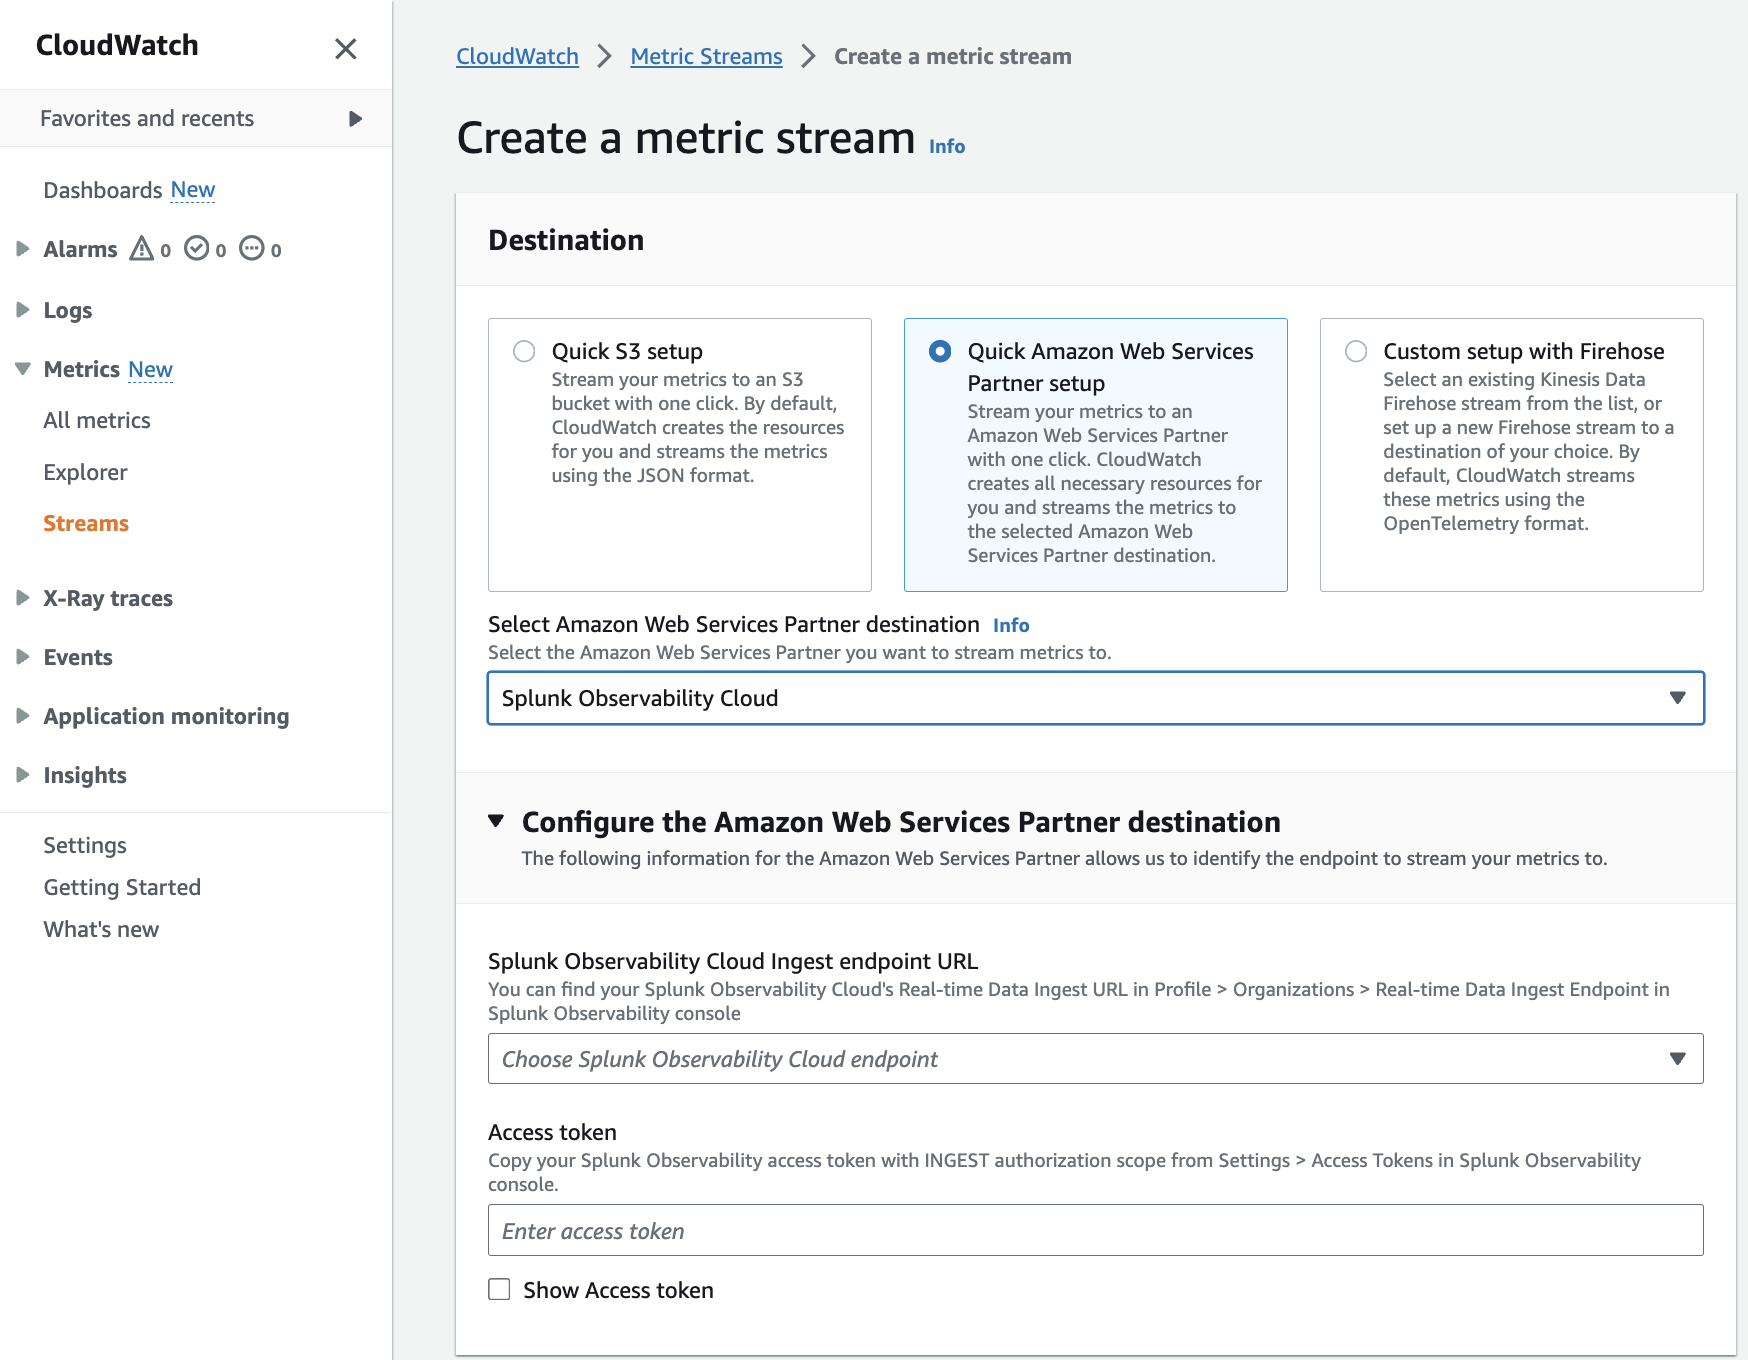 CloudWatch
Favorites and recents
Dashboards New
Alarms 0 0 0
Logs
Metrics New
All metrics
Explorer
Streams
X-Ray traces
Events
Application monitoring
Insights
Settings
Getting Started
What's new
CloudWatch > Metric Streams > Create a metric stream
Create a metric stream Info
Destination
Quick S3 setup
Stream your metrics to an S3
bucket with one click. By default,
CloudWatch creates the resources
for you and streams the metrics
using the JSON format.
Quick Amazon Web Services
Partner setup
Stream your metrics to an
Amazon Web Services Partner
with one click. CloudWatch
creates all necessary resources for
you and streams the metrics to
the selected Amazon Web
Services Partner destination.
Custom setup with Firehose
Select an existing Kinesis Data
Firehose stream from the list, or
set up a new Firehose stream to a
destination of your choice. By
default, CloudWatch streams
these metrics using the
OpenTelemetry format.
Select Amazon Web Services Partner destination Info
Select the Amazon Web Services Partner you want to stream metrics to.
Splunk Observability Cloud
Configure the Amazon Web Services Partner destination
The following information for the Amazon Web Services Partner allows us to identify the endpoint to stream your metrics to.
Splunk Observability Cloud Ingest endpoint URL
You can find your Splunk Observability Cloud's Real-time Data Ingest URL in Profile > Organizations > Real-time Data Ingest Endpoint in
Splunk Observability console
Choose Splunk Observability Cloud endpoint
Access token
Copy your Splunk Observability access token with INGEST authorization scope from Settings > Access Tokens in Splunk Observability
console.
Enter access token
Show Access token